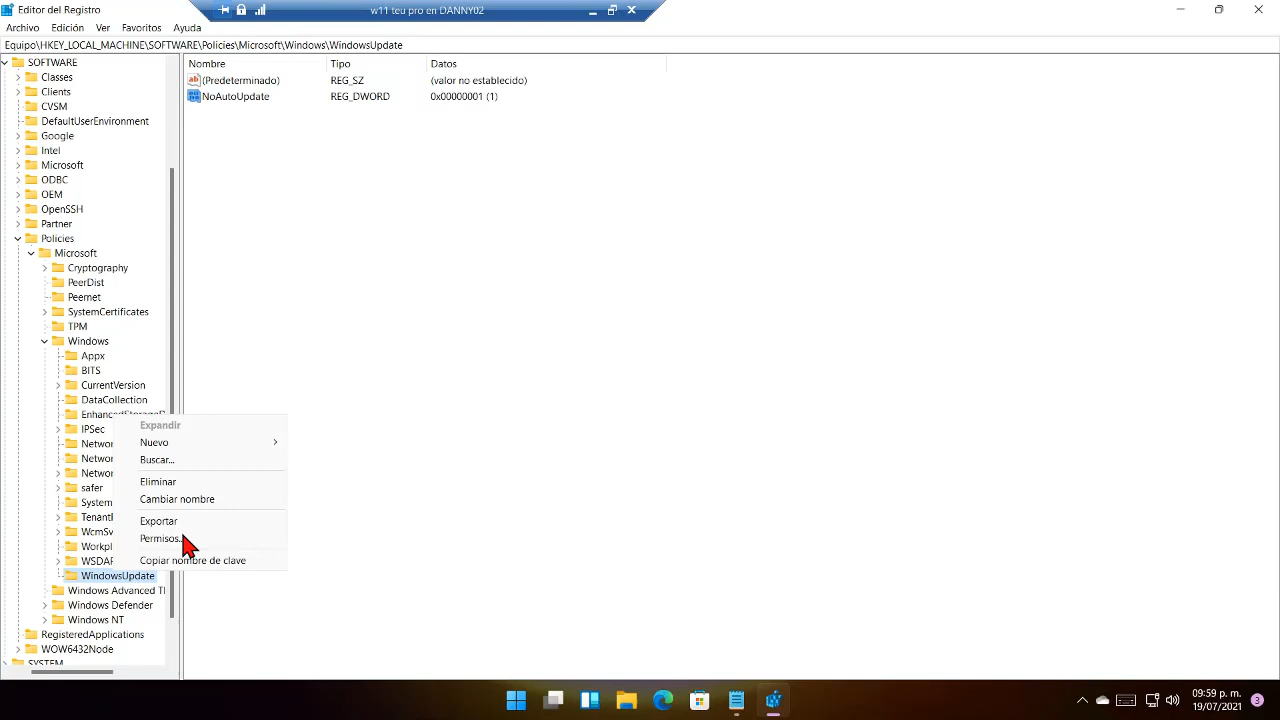 Editor del Registro
w11 teu pro en DANNY02
Archivo Edición Ver Favoritos Ayuda
Equipo\HKEY_LOCAL_MACHINE\SOFTWARE\Policies\Microsoft\Windows\WindowsUpdate
SOFTWARE
Classes
Clients
CVSM
DefaultUserEnvironment
Google
Intel
Microsoft
ODBC
OEM
OpenSSH
Partner
Policies
Microsoft
Cryptography
PeerDist
Peernet
SystemCertificates
TPM
Windows
Appx
BITS
CurrentVersion
DataCollection
IPSec
safer
WindowsUpdate
Windows Advanced
Windows Defender
Windows NT
RegisteredApplications
WOW6432Node
SYSTEM
Nombre Tipo Datos
(Predeterminado) REG_SZ (valor no establecido)
NoAutoUpdate REG_DWORD 0x00000001 (1)
Expandir
Nuevo
Buscar...
Eliminar
Cambiar nombre
Exportar
Permisos..
Copiar nombre de clave
09:59 p. m.
19/07/2021
3